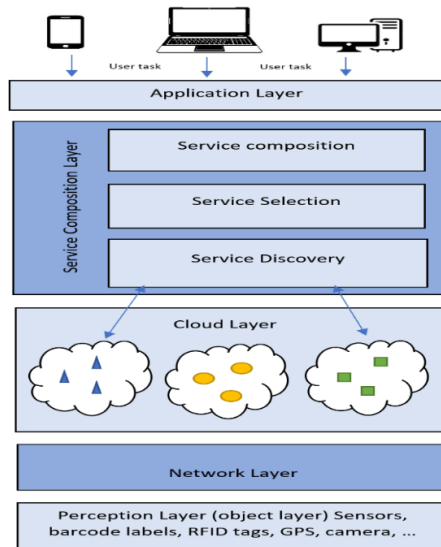 User task User task
Application Layer
Service Composition Layer
Service composition
Service Selection
Service Discovery
Cloud Layer
Network Layer
Perception Layer (object layer) Sensors,
barcode labels, RFID tags, GPS, camera, ...